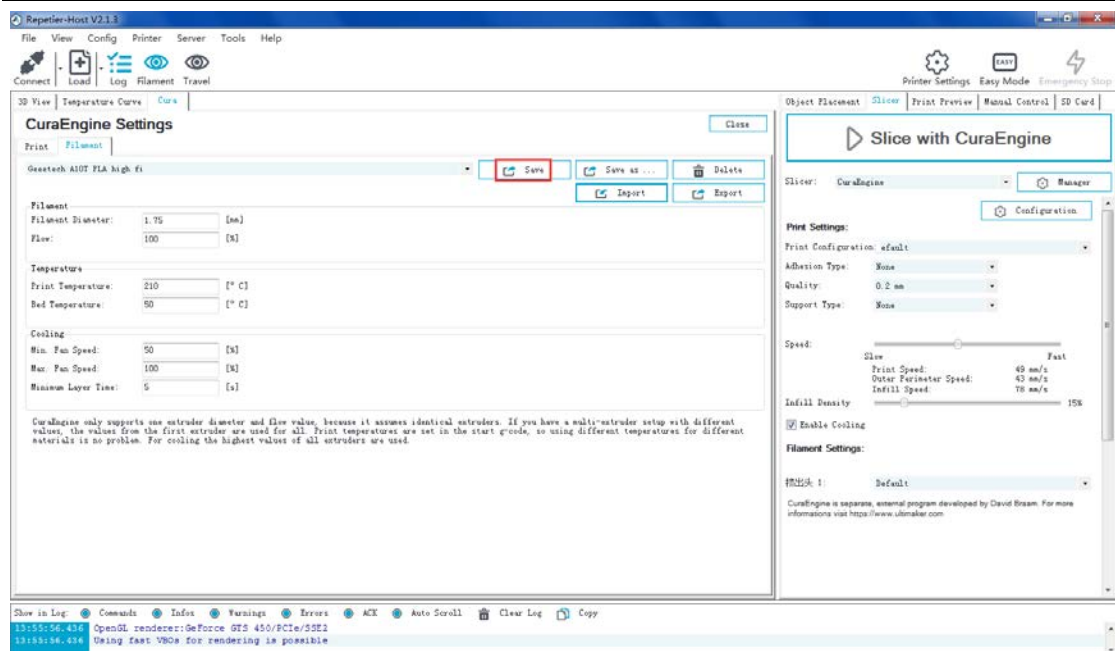 Repetier-Host V2.1.3
File View Config Printer Server Tools Help
Connect Load Log Filament Travel
Printer Settings EASY Easy Mode Emergency Stop
3D View Temperature Curve Cura
Object Placement Slicer Print Preview Manual Control SD Card
CuraEngine Settings
Close
Slice with CuraEngine
Print Filament
Geeetech A10T PLA high fi
Save Save as ... Delete
Import Export
Slicer: CuraEngine Manager
Configuration
Filament
Filament Diameter: 1.75 [mm]
Flow: 100 [%]
Temperature
Print Temperature: 210 [° C]
Bed Temperature: 50 [° C]
Cooling
Min. Fan Speed: 50 [%]
Max. Fan Speed: 100 [%]
Minimum Layer Time: 5 [s]
CuraEngine only supports one extruder diameter and flow value, because it assumes identical extruders. If you have a multi-extruder setup with different
values, the values from the first extruder are used for all. Print temperatures are set in the start g-code, so using different temperatures for different
materials is no problem. For cooling the highest values of all extruders are used.
Print Settings:
Print Configuration: efault
Adhesion Type: None
Quality: 0.2 mm
Support Type: None
Speed:
Slow Fast
Print Speed: 49 mm/s
Outer Perimeter Speed: 43 mm/s
Infill Speed: 78 mm/s
Infill Density 15%
Enable Cooling
Filament Settings:
挤出头 1: Default
CuraEngine is separate, external program developed by David Braam. For more
informations visit https://www.ultimaker.com
Show in Log: Commands Infos Warnings Errors ACK Auto Scroll Clear Log Copy
13:55:56.436 OpenGL renderer:GeForce GTS 450/PCIe/SSE2
13:55:56.436 Using fast VBOs for rendering is possible